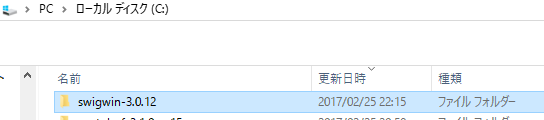 PC > ローカル ディスク (C:)
名前 更新日時 種類
swigwin-3.0.12 2017/02/25 22:15 ファイル フォルダー